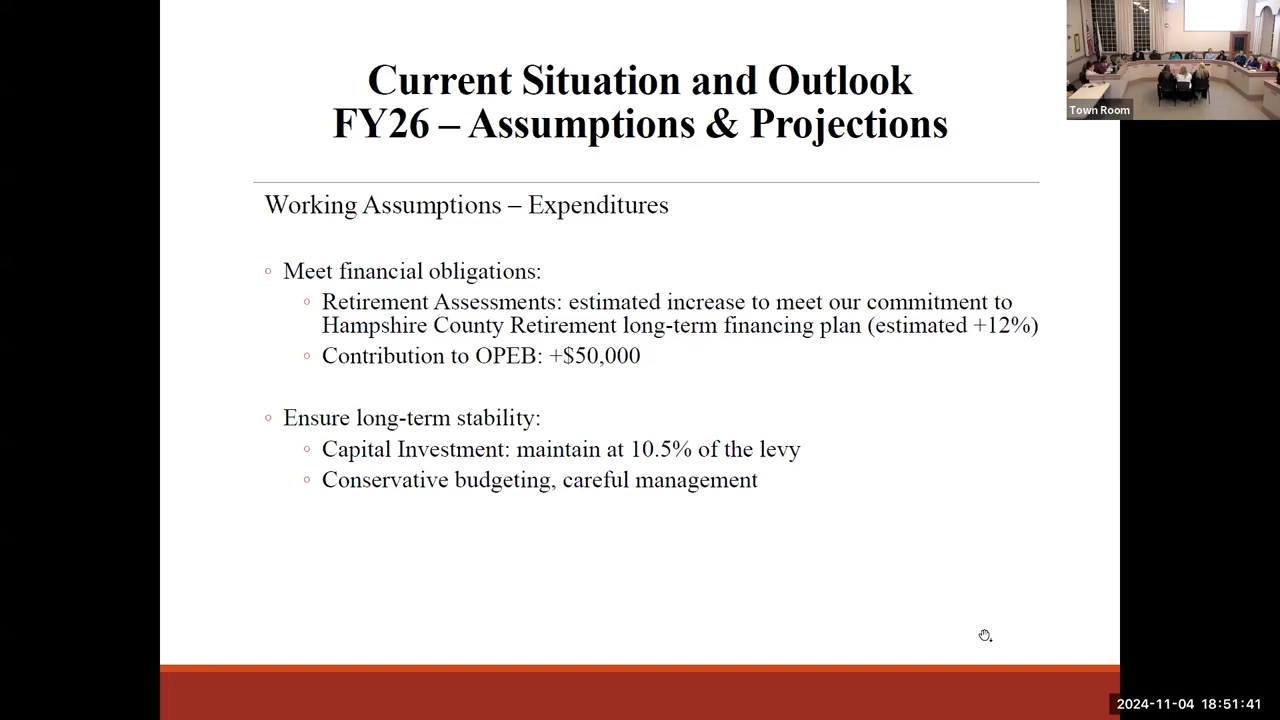 Current Situation and Outlook
FY26 – Assumptions & Projections
Town Room
Working Assumptions – Expenditures
◦ Meet financial obligations:
◦ Retirement Assessments: estimated increase to meet our commitment to
Hampshire County Retirement long-term financing plan (estimated +12%)
◦ Contribution to OPEB: +$50,000
◦ Ensure long-term stability:
◦ Capital Investment: maintain at 10.5% of the levy
◦ Conservative budgeting, careful management
2024-11-04 18:51:41